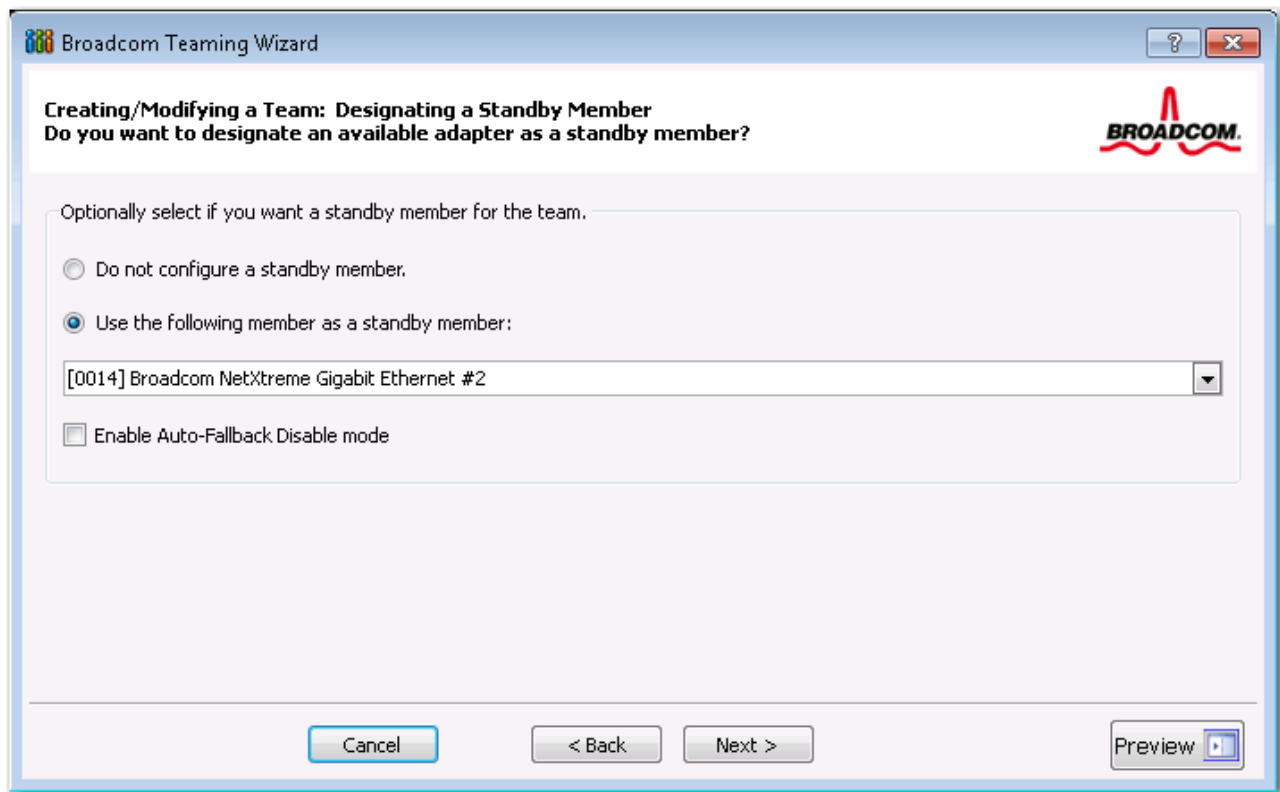 Broadcom Teaming Wizard
Creating/Modifying a Team: Designating a Standby Member
Do you want to designate an available adapter as a standby member?
BROADCOM.
Optionally select if you want a standby member for the team.
Do not configure a standby member.
Use the following member as a standby member:
[0014] Broadcom NetXtreme Gigabit Ethernet #2
Enable Auto-Fallback Disable mode
Cancel
< Back
Next >
Preview